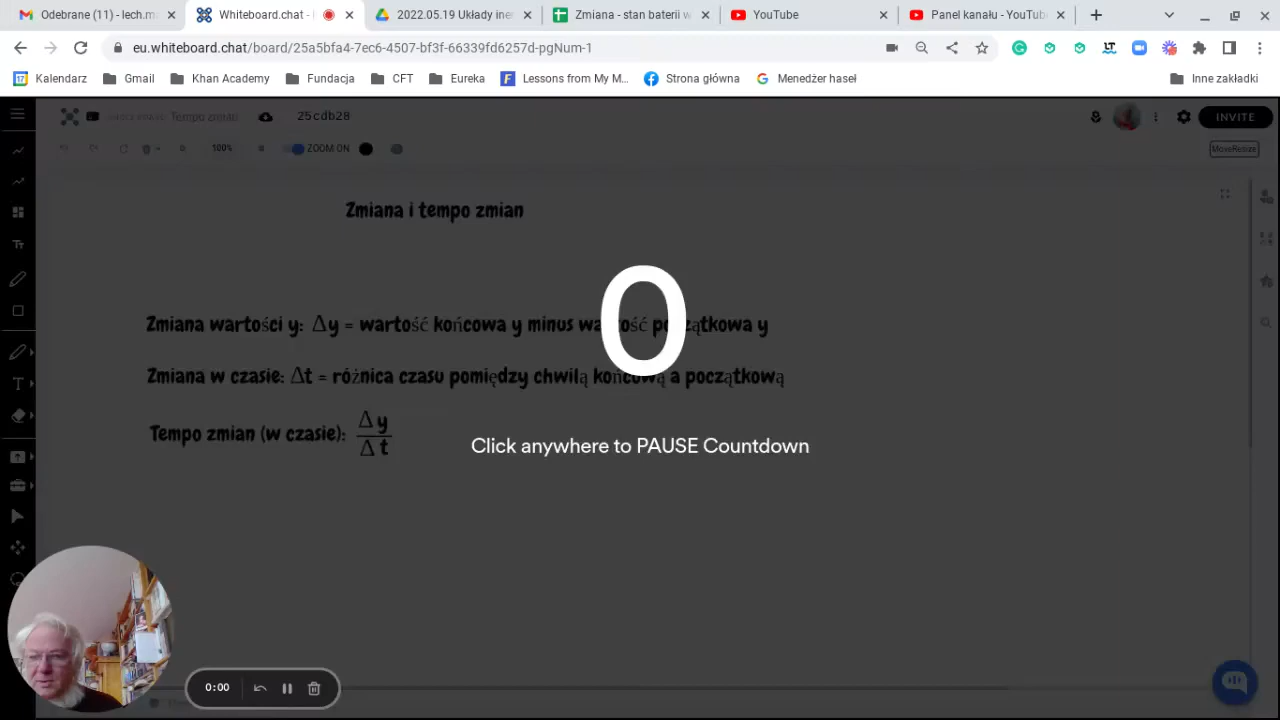 Odebrane (11) - lech.m
Whiteboard.chat -
2022.05.19 Układy ine
Zmiana - stan baterii w
YouTube
Panel kanału - YouTub
eu.whiteboard.chat/board/25a5bfa4-7ec6-4507-bf3f-66339fd6257d-pgNum-1
Kalendarz
Gmail
Khan Academy
Fundacja
CFT
Eureka
Lessons from My M...
Strona główna
Menedżer haseł
Inne zakładki
Tempo zmian
25cdb28
INVITE
100%
ZOOM ON
MoveResize
Zmiana i tempo zmian
0
Zmiana wartości y: Δy = wartość końcowa y minus wartość początkowa y
Zmiana w czasie: Δt = różnica czasu pomiędzy chwilą końcową a początkową
Tempo zmian (w czasie): Δy
Δt
Click anywhere to PAUSE Countdown
0:00